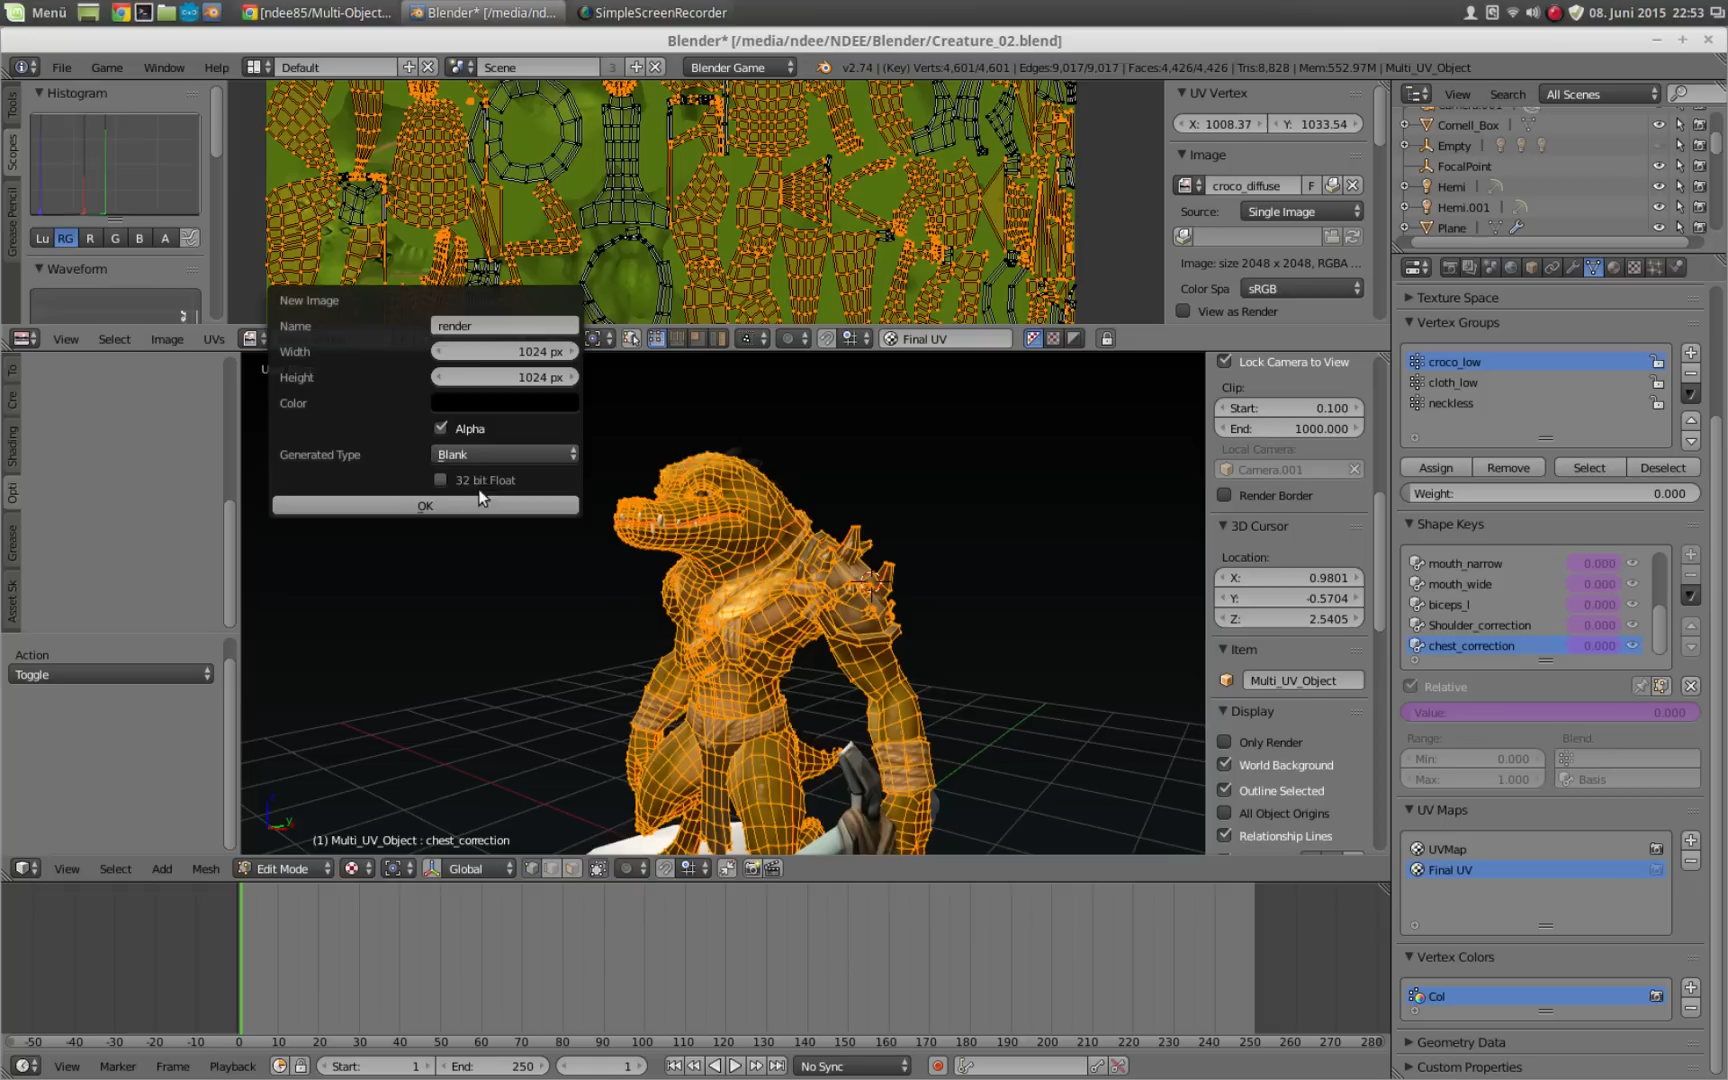 Menü
[ndee85/Multi-Object...
Blender* [/media/nd...
SimpleScreenRecorder
08. Juni 2015 22:53
Blender* [/media/ndee/NDEE/Blender/Creature_02.blend]
File Game Window Help
Default
Scene
3
Blender Game
v2.74 | (Key) Verts:4,601/4,601 | Edges:9,017/9,017 | Faces:4,426/4,426 | Tris:8,828 | Mem:552.97M | Multi_UV_Object
Tools
Scopes
Grease Pencil
Histogram
Lu RG R G B A
Waveform
UV Vertex
X: 1008.37
Y: 1033.54
Image
croco_diffuse
F
Source:
Single Image
Image: size 2048 x 2048, RGBA ...
Color Spa
sRGB
View as Render
View Search
All Scenes
Cornell_Box
Empty
FocalPoint
Hemi
Hemi.001
Plane
View Select Image UVs
Final UV
New Image
Name
render
Width
1024 px
Height
1024 px
Color
Alpha
Generated Type
Blank
32 bit Float
OK
To
Cre
Shading
Opti
Grease
Asset Sk
Action
Toggle
Lock Camera to View
Clip:
Start: 0.100
End: 1000.000
Local Camera:
Camera.001
Render Border
3D Cursor
Location:
X: 0.9801
Y: -0.5704
Z: 2.5405
Item
Multi_UV_Object
Display
Only Render
World Background
Outline Selected
All Object Origins
Relationship Lines
Texture Space
Vertex Groups
croco_low
cloth_low
neckless
Assign Remove Select Deselect
Weight: 0.000
Shape Keys
mouth_narrow 0.000
mouth_wide 0.000
biceps_l 0.000
Shoulder_correction 0.000
chest_correction 0.000
Relative
Value: 0.000
Range:
Blend:
Min: 0.000
Max: 1.000
Basis
UV Maps
UVMap
Final UV
Vertex Colors
Col
Geometry Data
Custom Properties
z
y
(1) Multi_UV_Object : chest_correction
View Select Add Mesh
Edit Mode
Global
-50 -40 -30 -20 -10 0 10 20 30 40 50 60 70 80 90 100 110 120 130 140 150 160 170 180 190 200 210 220 230 240 250 260 270 280
View Marker Frame Playback
Start: 1
End: 250
1
No Sync